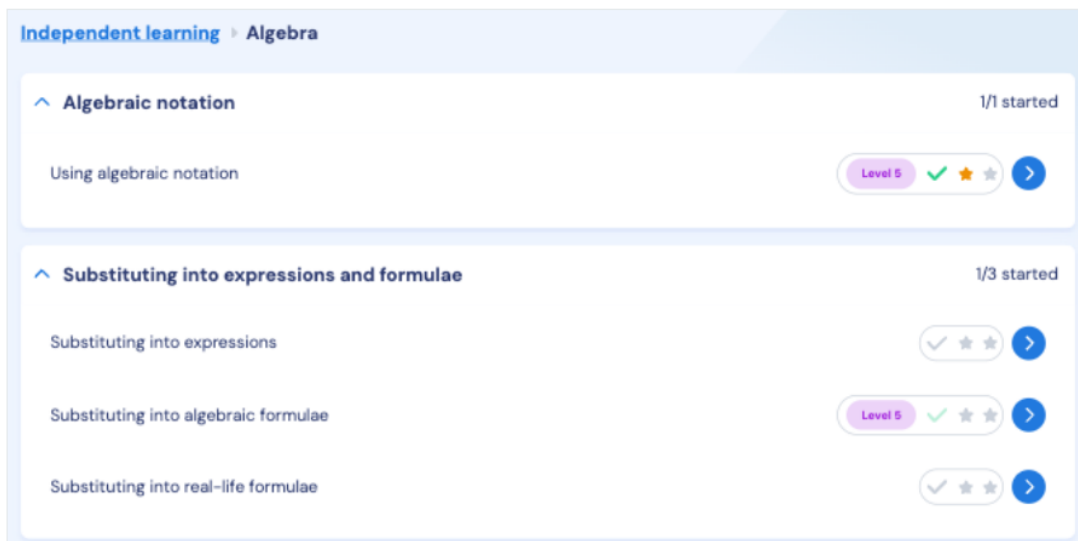 Independent learning Algebra
Algebraic notation 1/1 started
Using algebraic notation Level 5
Substituting into expressions and formulae 1/3 started
Substituting into expressions
Substituting into algebraic formulae Level 5
Substituting into real-life formulae